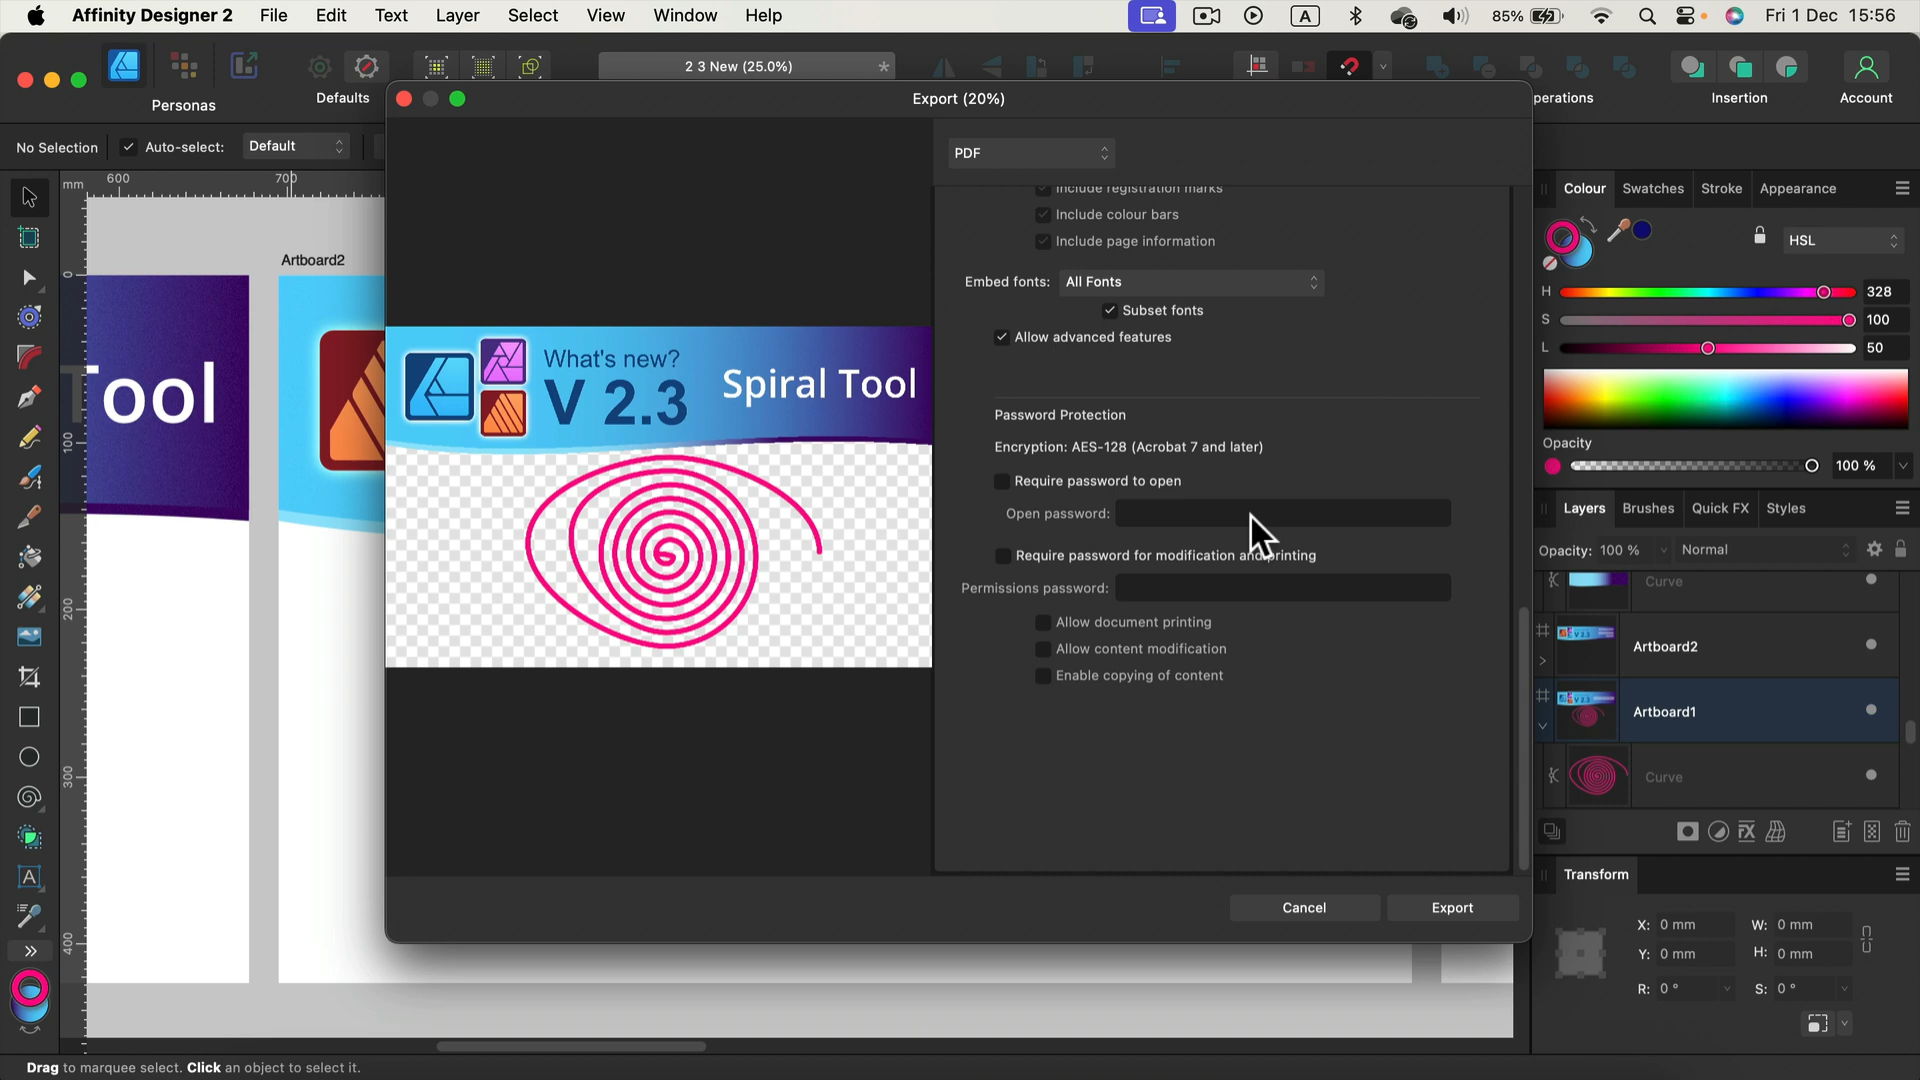 Affinity Designer 2 File Edit Text Layer Select View Window Help
A 85% Fri 1 Dec 15:56
2 3 New (25.0%) *
Personas Defaults perations Insertion Account
Export (20%)
No Selection Auto-select: Default
PDF
mm 600 700
Include registration marks
Include colour bars
Include page information
Embed fonts: All Fonts
Subset fonts
Allow advanced features
Password Protection
Encryption: AES-128 (Acrobat 7 and later)
Require password to open
Open password:
Require password for modification and printing
Permissions password:
Allow document printing
Allow content modification
Enable copying of content
Cancel Export
Artboard2
Tool
What's new?
V 2.3
Spiral Tool
0
100
200
300
400
Colour Swatches Stroke Appearance
HSL
H 328
S 100
L 50
Opacity
100 %
Layers Brushes Quick FX Styles
Opacity: 100 % Normal
Curve
Artboard2
Artboard1
Curve
Transform
X: 0 mm W: 0 mm
Y: 0 mm H: 0 mm
R: 0 ° S: 0 °
Drag to marquee select. Click an object to select it.